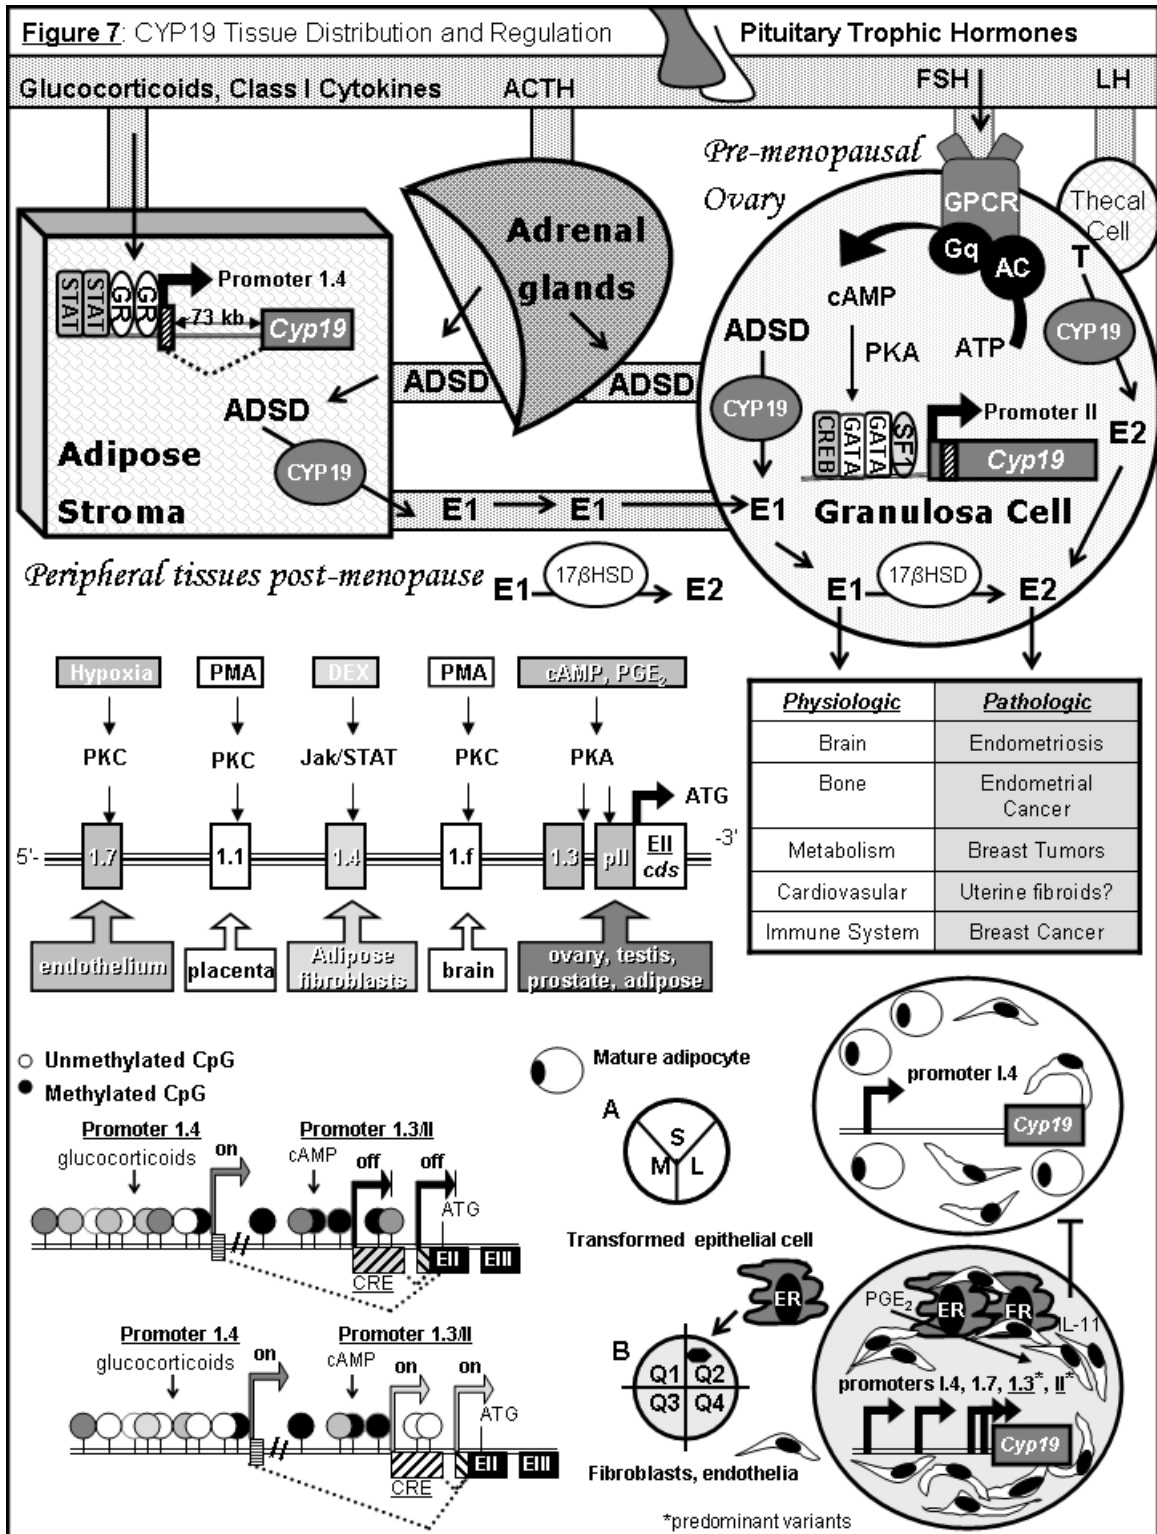 Figure 7: CYP19 Tissue Distribution and Regulation
Pituitary Trophic Hormones
Glucocorticoids, Class I Cytokines
ACTH
FSH
LH
Pre-menopausal
Ovary
Thecal
Cell
GPCR
Gq
AC
T
Adrenal
glands
STAT
STAT
GR
GR
Promoter 1.4
~73 kb
Cyp19
cAMP
ATP
CYP19
ADSD
PKA
ADSD
ADSD
ADSD
CYP19
CYP19
CREB
GATA
GATA
SF1
Promoter II
Cyp19
E2
Adipose
Stroma
E1
E1
E1
Granulosa Cell
Peripheral tissues post-menopause
E1
17βHSD
E2
E1
17βHSD
E2
Hypoxia
PMA
DEX
PMA
cAMP, PGE2
PKC
PKC
Jak/STAT
PKC
PKA
ATG
5'-
1.7
1.1
1.4
1.f
1.3
pII
EII
cds
-3'
endothelium
placenta
Adipose
fibroblasts
brain
ovary, testis,
prostate, adipose
Physiologic
Pathologic
Brain
Endometriosis
Bone
Endometrial
Cancer
Metabolism
Breast Tumors
Cardiovasular
Uterine fibroids?
Immune System
Breast Cancer
Unmethylated CpG
Methylated CpG
Promoter 1.4
glucocorticoids
on
Promoter 1.3/II
cAMP
off
off
ATG
CRE
EII
EIII
Promoter 1.4
glucocorticoids
on
Promoter 1.3/II
cAMP
on
on
ATG
CRE
EII
EIII
Mature adipocyte
A
S
M
L
promoter I.4
Cyp19
Transformed epithelial cell
ER
B
Q1
Q2
Q3
Q4
Fibroblasts, endothelia
PGE2
ER
ER
IL-11
promoters I.4, 1.7, 1.3*, II*
Cyp19
*predominant variants